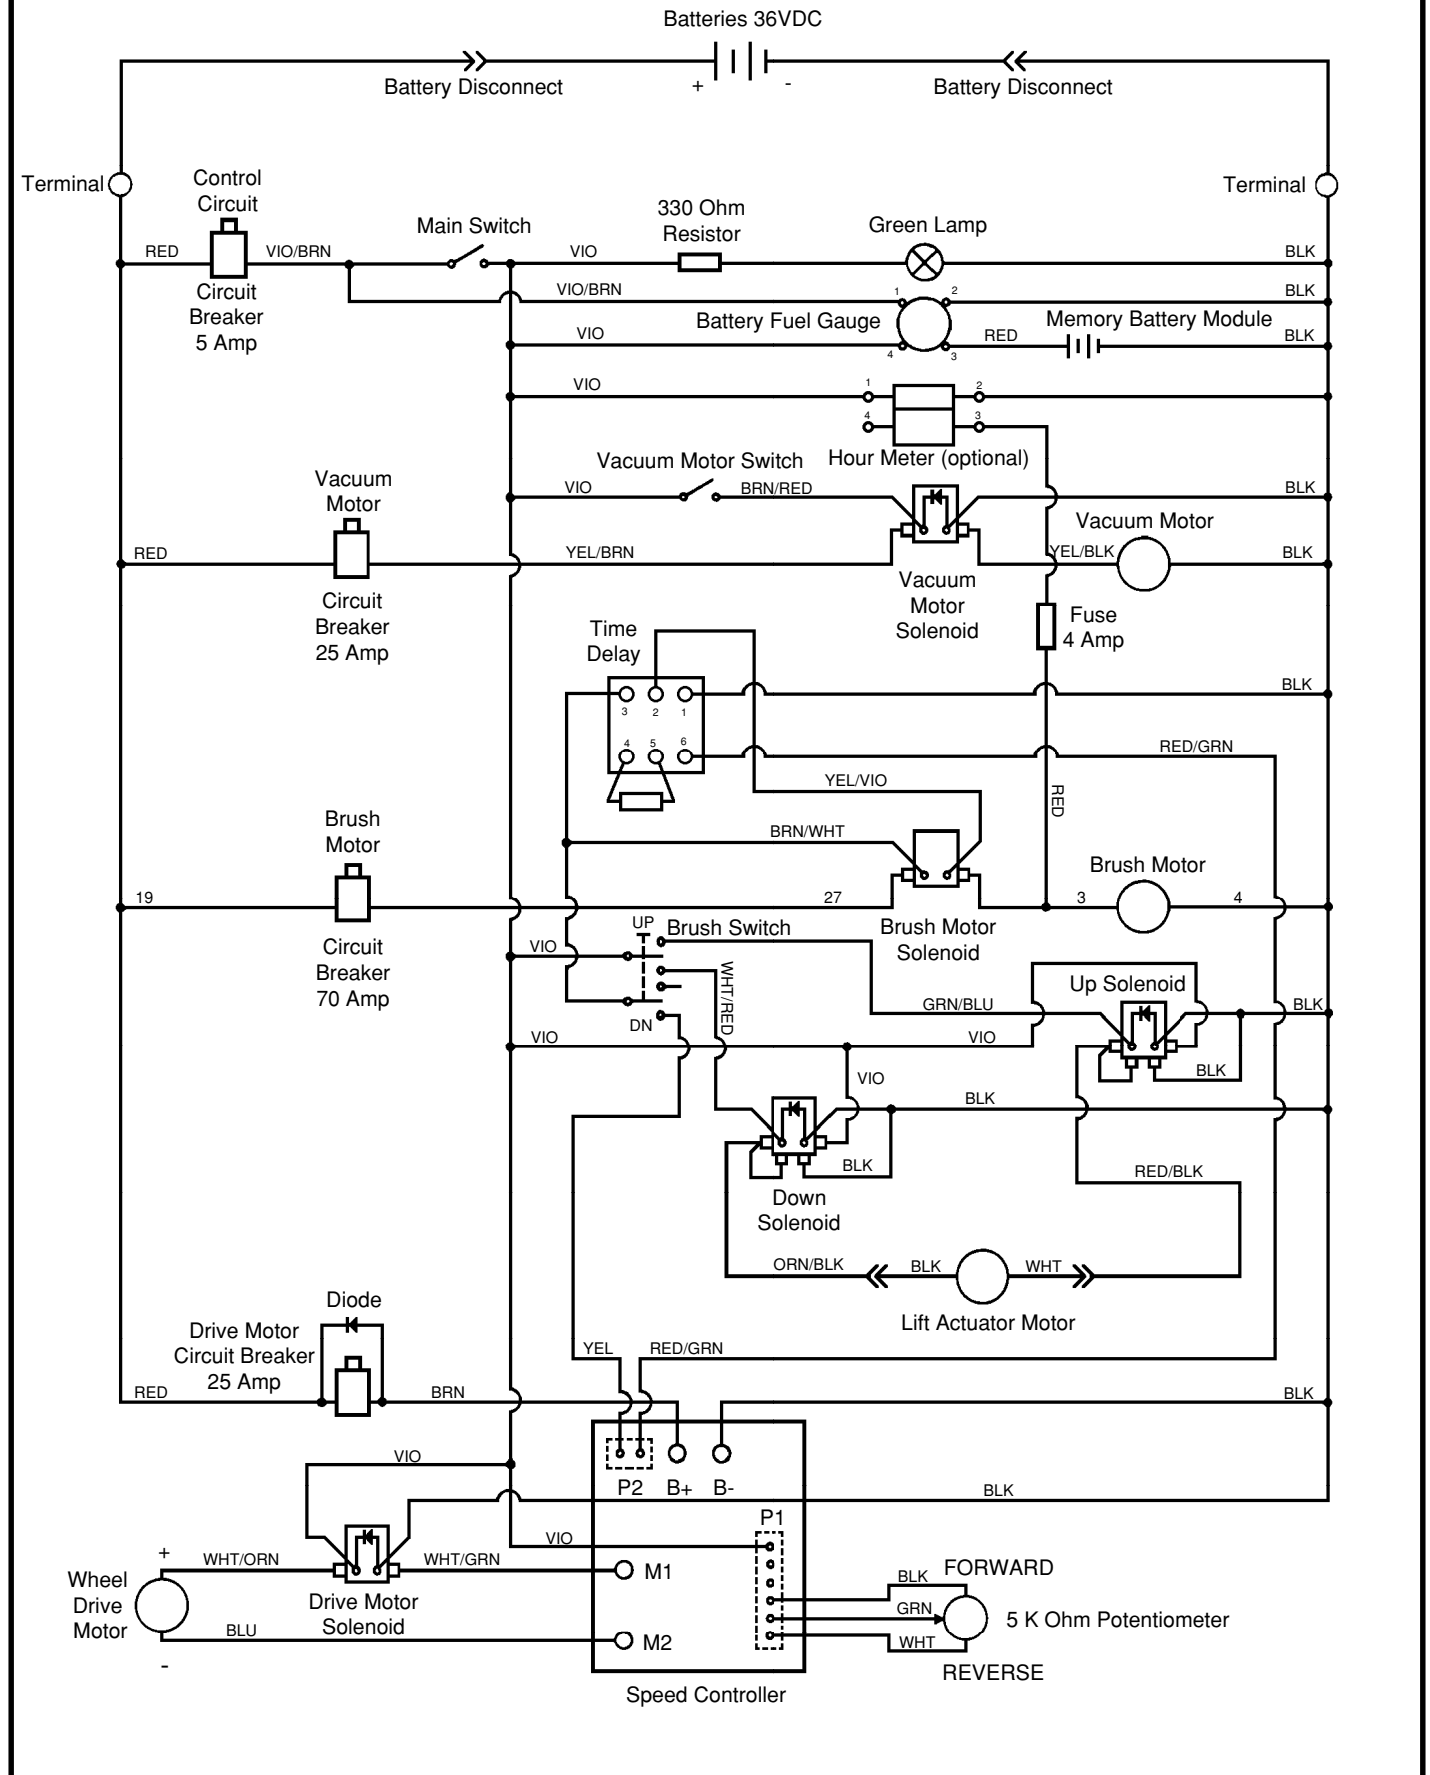 Batteries 36VDC
Battery Disconnect
+
-
Battery Disconnect
Terminal
Control
Circuit
Terminal
Main Switch
330 Ohm
Resistor
Green Lamp
RED
VIO/BRN
VIO
BLK
Circuit
Breaker
5 Amp
VIO/BRN
1
2
BLK
Battery Fuel Gauge
Memory Battery Module
VIO
4
3
RED
BLK
VIO
1
2
4
3
Hour Meter (optional)
Vacuum Motor Switch
Vacuum
Motor
VIO
BRN/RED
BLK
Vacuum Motor
RED
YEL/BRN
YEL/BLK
BLK
Circuit
Breaker
25 Amp
Vacuum
Motor
Solenoid
Fuse
4 Amp
Time
Delay
3
2
1
BLK
4
5
6
RED/GRN
YEL/VIO
RED
Brush
Motor
BRN/WHT
Brush Motor
19
27
3
4
Circuit
Breaker
70 Amp
UP
Brush Switch
Brush Motor
Solenoid
VIO
WHT/RED
Up Solenoid
GRN/BLU
BLK
DN
VIO
VIO
BLK
VIO
BLK
BLK
RED/BLK
Down
Solenoid
ORN/BLK
BLK
WHT
Lift Actuator Motor
Diode
Drive Motor
Circuit Breaker
25 Amp
YEL
RED/GRN
RED
BRN
BLK
VIO
P2
B+
B-
BLK
P1
VIO
+
WHT/ORN
WHT/GRN
M1
BLK
FORWARD
Wheel
Drive
Motor
Drive Motor
Solenoid
GRN
5 K Ohm Potentiometer
BLU
M2
WHT
-
REVERSE
Speed Controller